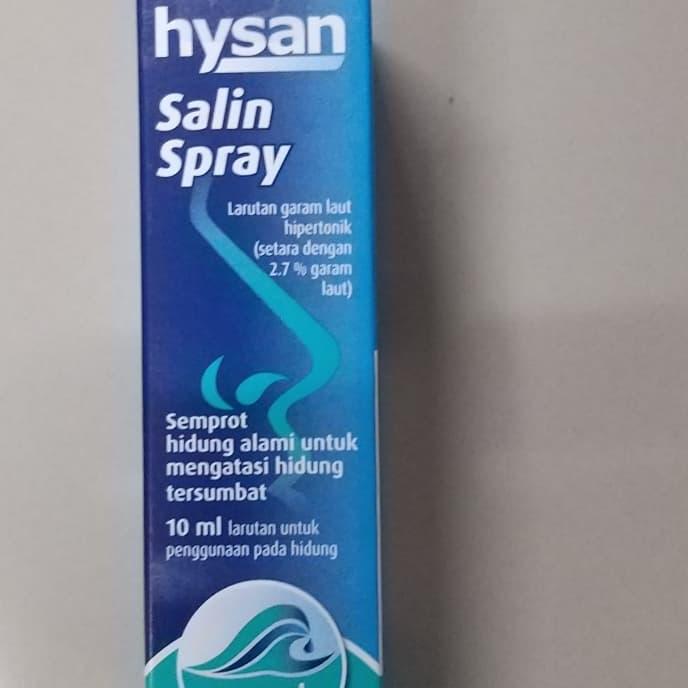 hysan
Salin
Spray
Larutan garam laut
hipertonik
(setara dengan
2.7 % garam
laut)
Semprot
hidung alami untuk
mengatasi hidung
tersumbat
10 ml larutan untuk
penggunaan pada hidung